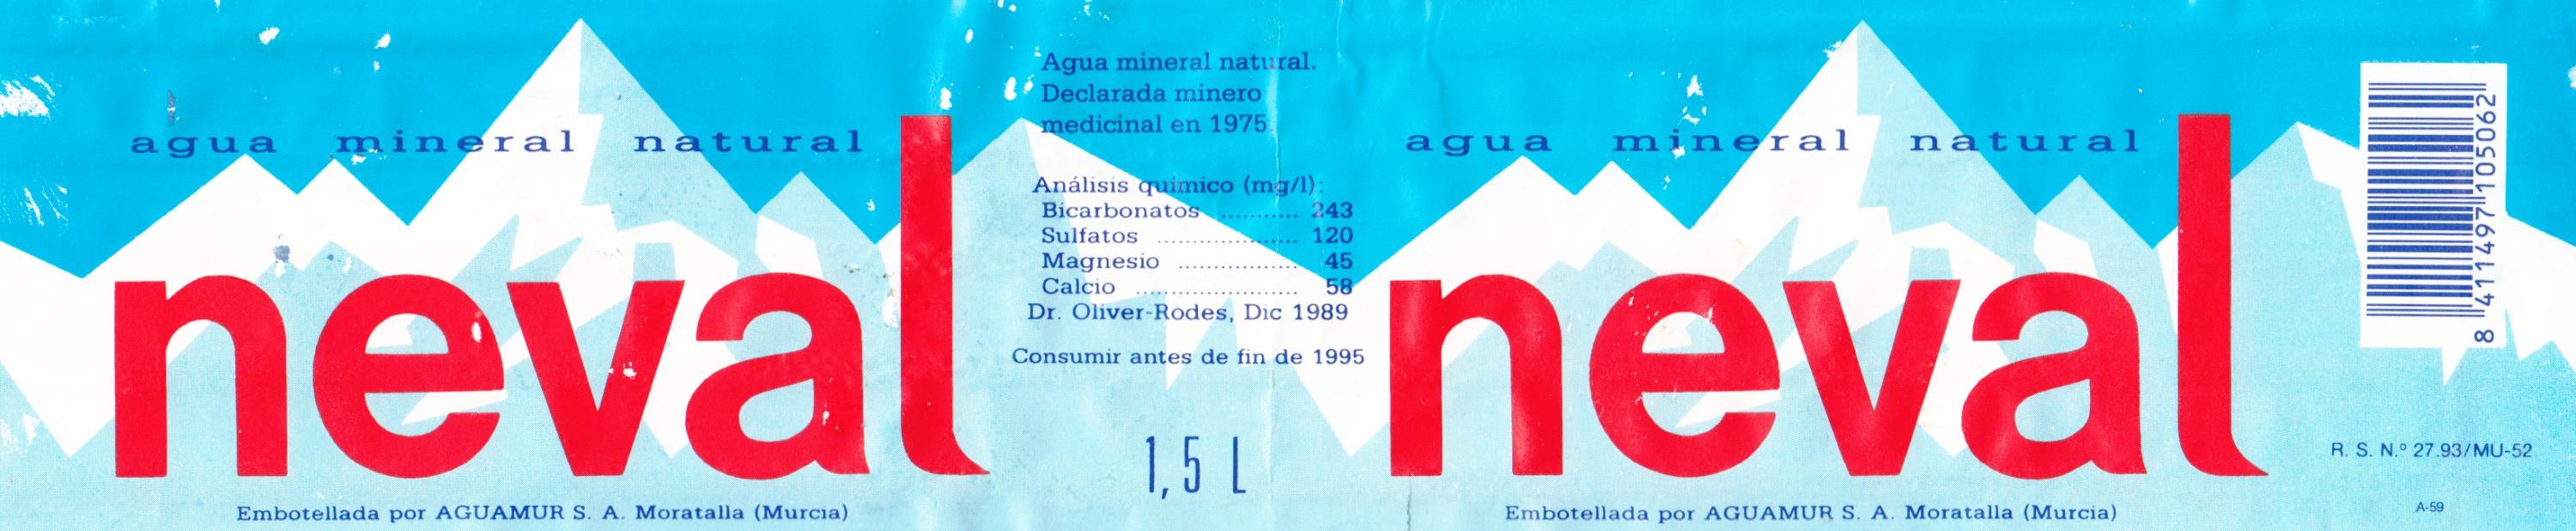 agua mineral natural
neval
Embotellada por AGUAMUR S. A. Moratalla (Murcia)
Agua mineral natural.
Declarada minero
medicinal en 1975.
Análisis químico (mg/l):
Bicarbonatos ........... 243
Sulfatos ..................... 120
Magnesio .................. 45
Calcio ........................ 58
Dr. Oliver-Rodes, Dic 1989
Consumir antes de fin de 1995
1,5 L
agua mineral natural
neval
Embotellada por AGUAMUR S. A. Moratalla (Murcia)
8 411497 105062
R. S. N.º 27.93/MU-52
A-59